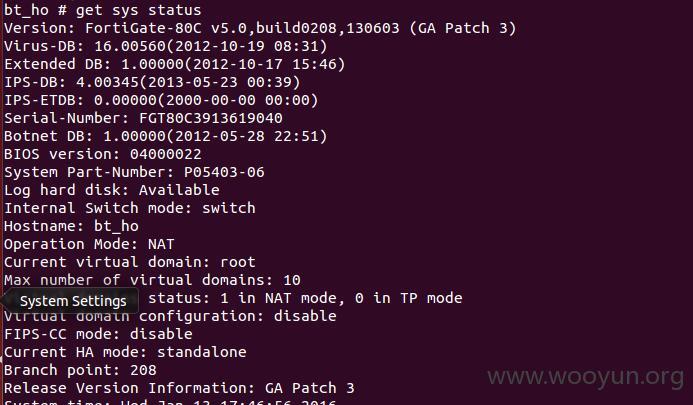 bt_ho # get sys status
Version: FortiGate-80C v5.0,build0208,130603 (GA Patch 3)
Virus-DB: 16.00560(2012-10-19 08:31)
Extended DB: 1.00000(2012-10-17 15:46)
IPS-DB: 4.00345(2013-05-23 00:39)
IPS-ETDB: 0.00000(2000-00-00 00:00)
Serial-Number: FGT80C3913619040
Botnet DB: 1.00000(2012-05-28 22:51)
BIOS version: 04000022
System Part-Number: P05403-06
Log hard disk: Available
Internal Switch mode: switch
Hostname: bt_ho
Operation Mode: NAT
Current virtual domain: root
Max number of virtual domains: 10
System Settings status: 1 in NAT mode, 0 in TP mode
Virtual domain configuration: disable
FIPS-CC mode: disable
Current HA mode: standalone
Branch point: 208
www.wooyun.org
Release Version Information: GA Patch 3
System time: Wed Jan 13 17:46:56 2016